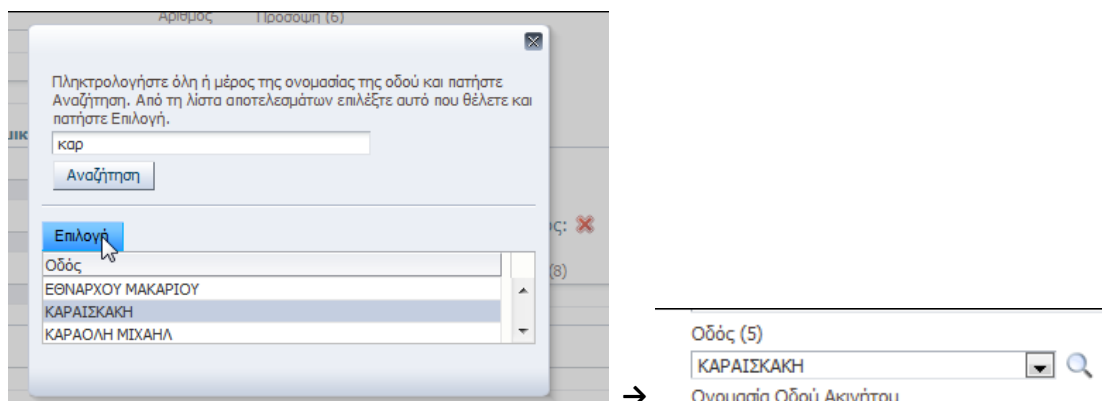 Αριθμός Πρόσοψη (6)
Πληκτρολογήστε όλη ή μέρος της ονομασίας της οδού και πατήστε
Αναζήτηση. Από τη λίστα αποτελεσμάτων επιλέξτε αυτό που θέλετε και
πατήστε Επιλογή.
καρ
Αναζήτηση
Επιλογή
Οδός
(8)
ΕΘΝΑΡΧΟΥ ΜΑΚΑΡΙΟΥ
ΚΑΡΑΙΣΚΑΚΗ
ΚΑΡΑΟΛΗ ΜΙΧΑΗΛ
→
Οδός (5)
ΚΑΡΑΙΣΚΑΚΗ
Ονομασία Οδού Ακινήτου